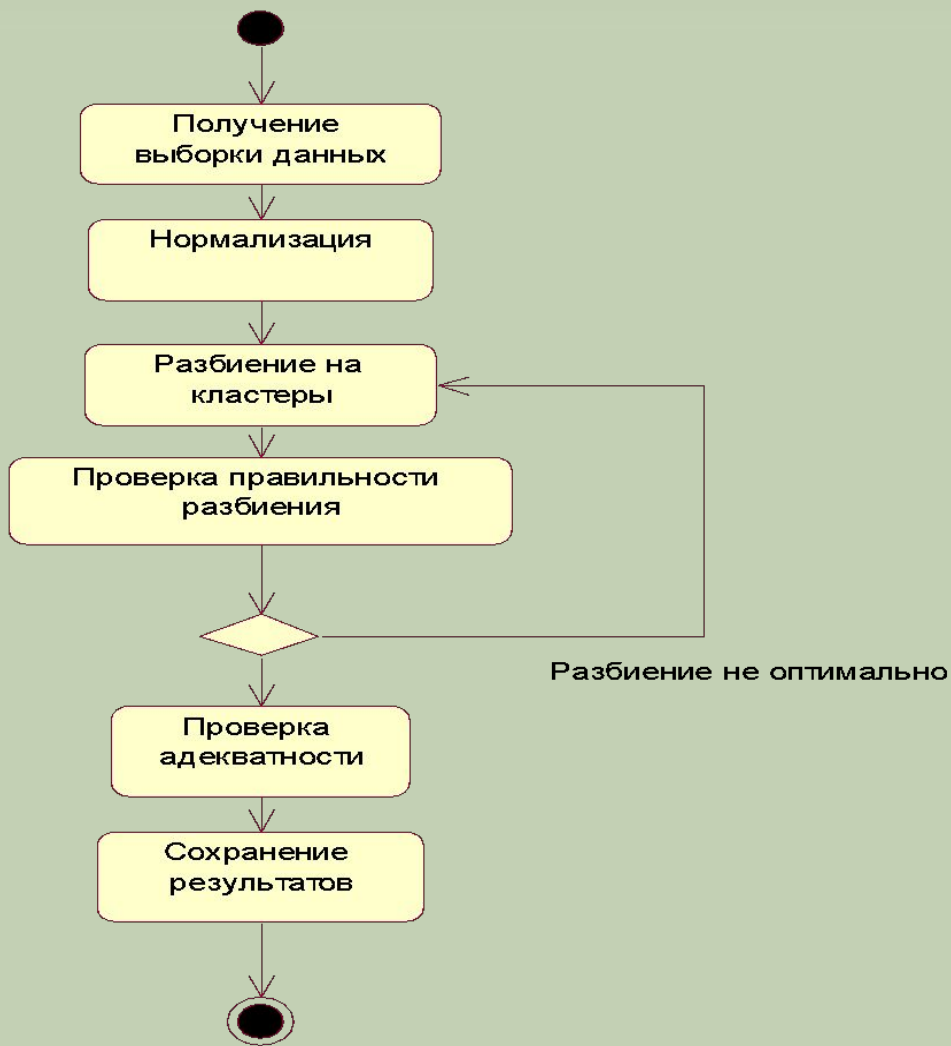 Получение
выборки данных
Нормализация
Разбиение на
кластеры
Проверка правильности
разбиения
Разбиение не оптимально
Проверка
адекватности
Сохранение
результатов